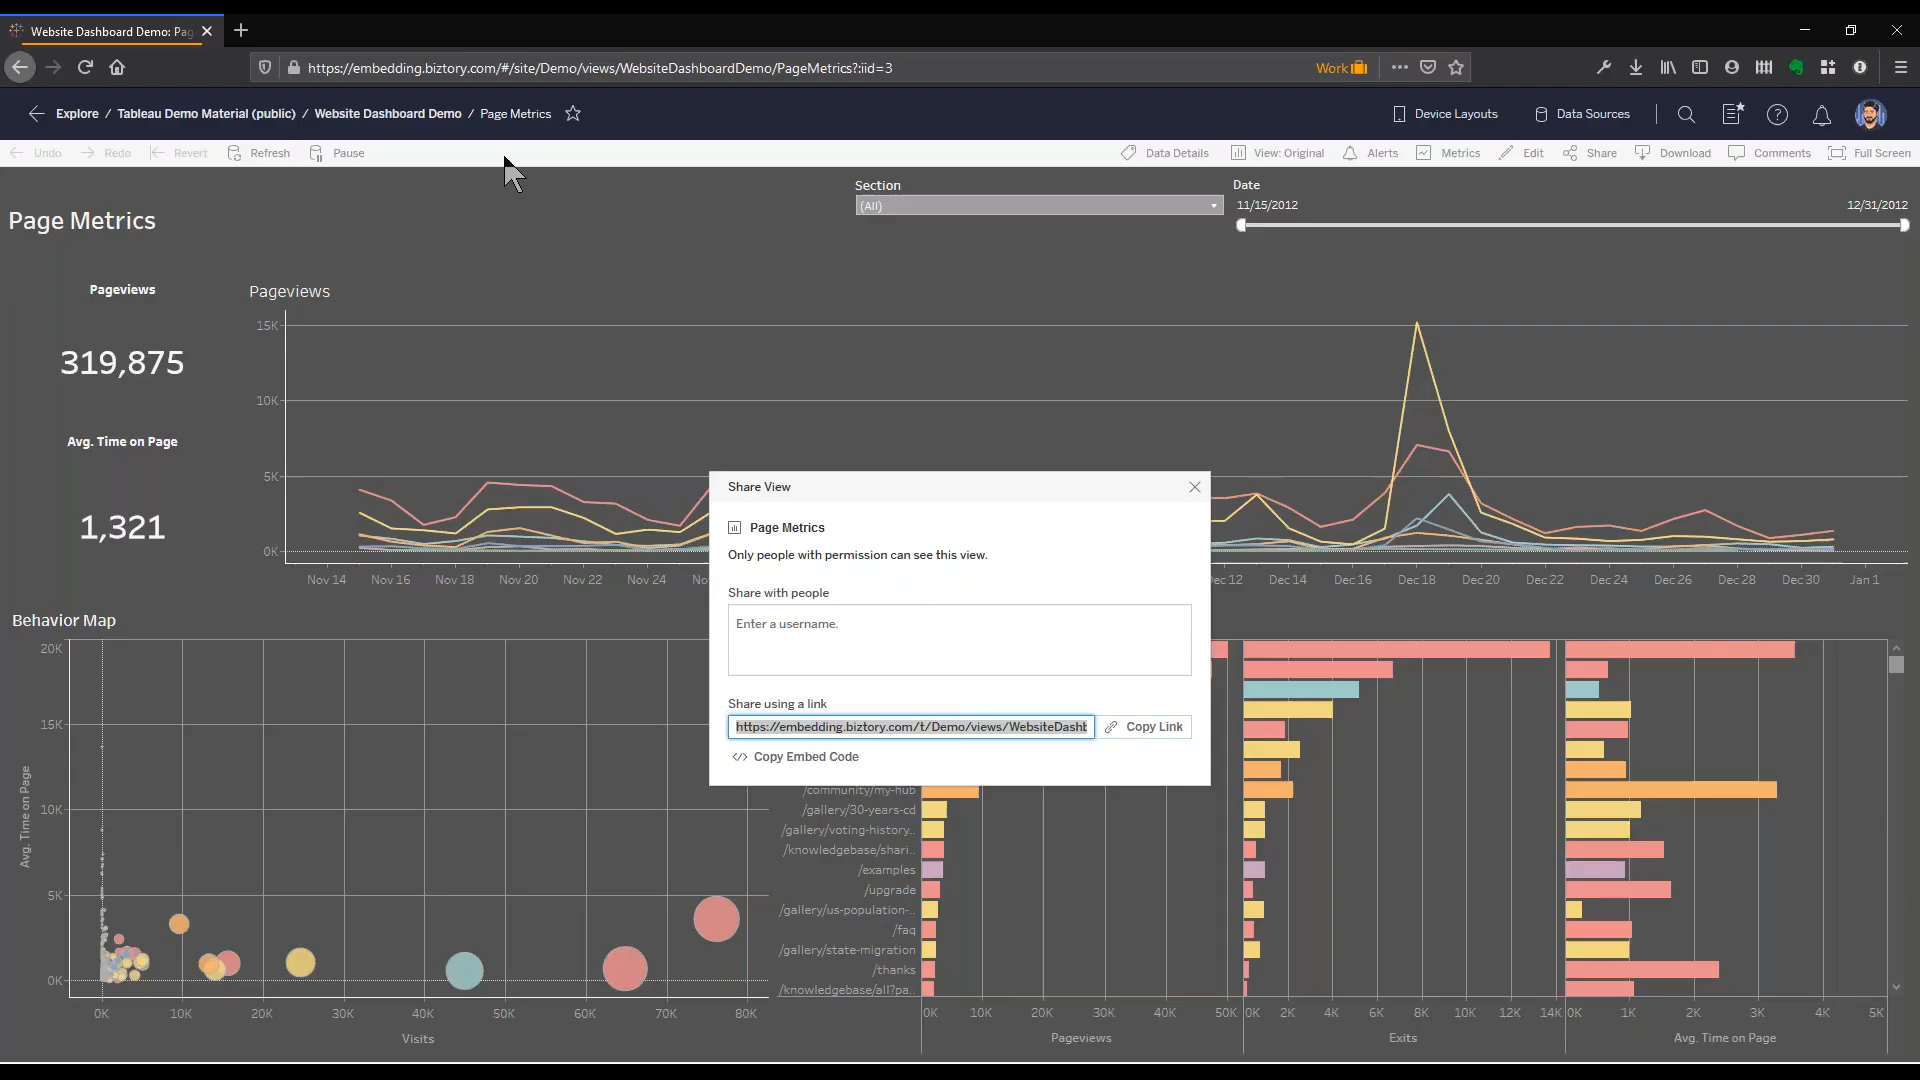 Website Dashboard Demo: Pag
https://embedding.biztory.com/#/site/Demo/views/WebsiteDashboardDemo/PageMetrics?:iid=3
Work
Explore / Tableau Demo Material (public) / Website Dashboard Demo / Page Metrics
Device Layouts
Data Sources
Undo
Redo
Revert
Refresh
Pause
Data Details
View: Original
Alerts
Metrics
Edit
Share
Download
Comments
Full Screen
Page Metrics
Section
(All)
Date
11/15/2012
12/31/2012
Pageviews
319,875
Avg. Time on Page
1,321
Pageviews
15K
10K
5K
0K
Nov 14 Nov 16 Nov 18 Nov 20 Nov 22 Nov 24 No
ec 12 Dec 14 Dec 16 Dec 18 Dec 20 Dec 22 Dec 24 Dec 26 Dec 28 Dec 30 Jan 1
Share View
Page Metrics
Only people with permission can see this view.
Share with people
Enter a username.
Share using a link
https://embedding.biztory.com/t/Demo/views/WebsiteDashb
Copy Link
</> Copy Embed Code
Behavior Map
20K
15K
10K
5K
0K
Avg. Time on Page
0K 10K 20K 30K 40K 50K 60K 70K 80K
Visits
/community/my-hub
/gallery/30-years-cd
/gallery/voting-history..
/knowledgebase/shari..
/examples
/upgrade
/gallery/us-population-..
/faq
/gallery/state-migration
/thanks
/knowledgebase/all?pa..
0K 10K 20K 30K 40K 50K
Pageviews
0K 2K 4K 6K 8K 10K 12K 14K
Exits
0K 1K 2K 3K 4K 5K
Avg. Time on Page